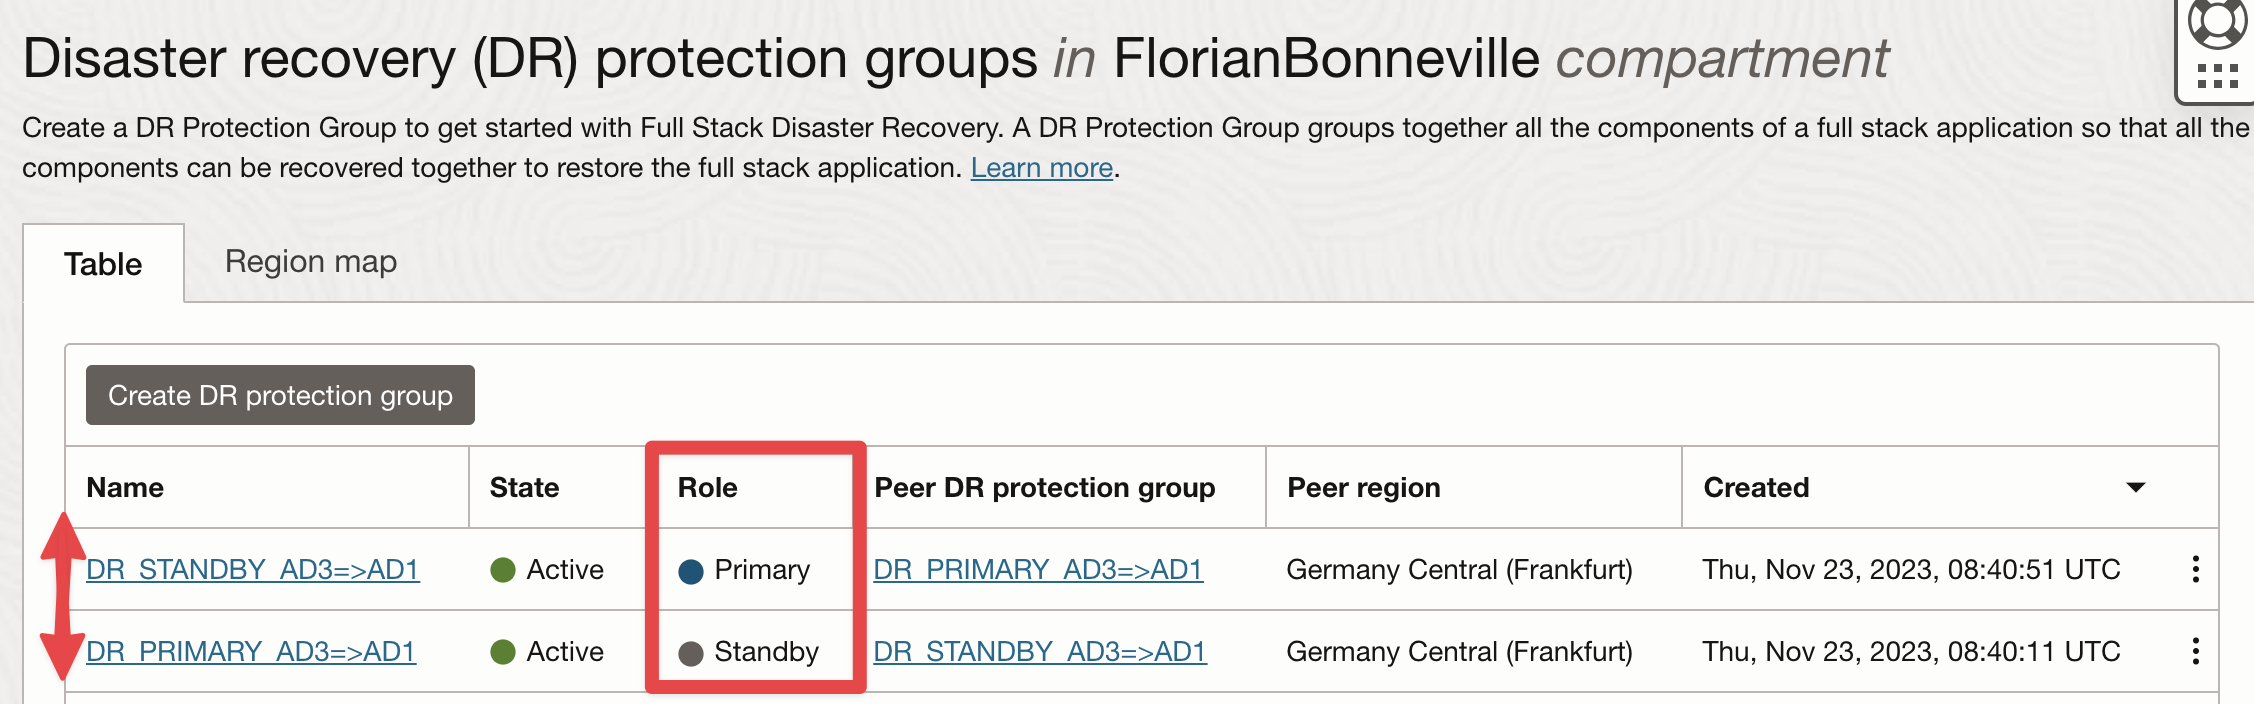 Disaster recovery (DR) protection groups in FlorianBonneville compartment
Create a DR Protection Group to get started with Full Stack Disaster Recovery. A DR Protection Group groups together all the components of a full stack application so that all the
components can be recovered together to restore the full stack application. Learn more.
Table Region map
Create DR protection group
Name State Role Peer DR protection group Peer region Created
DR_STANDBY_AD3=>AD1 Active Primary DR_PRIMARY_AD3=>AD1 Germany Central (Frankfurt) Thu, Nov 23, 2023, 08:40:51 UTC
DR_PRIMARY_AD3=>AD1 Active Standby DR_STANDBY_AD3=>AD1 Germany Central (Frankfurt) Thu, Nov 23, 2023, 08:40:11 UTC